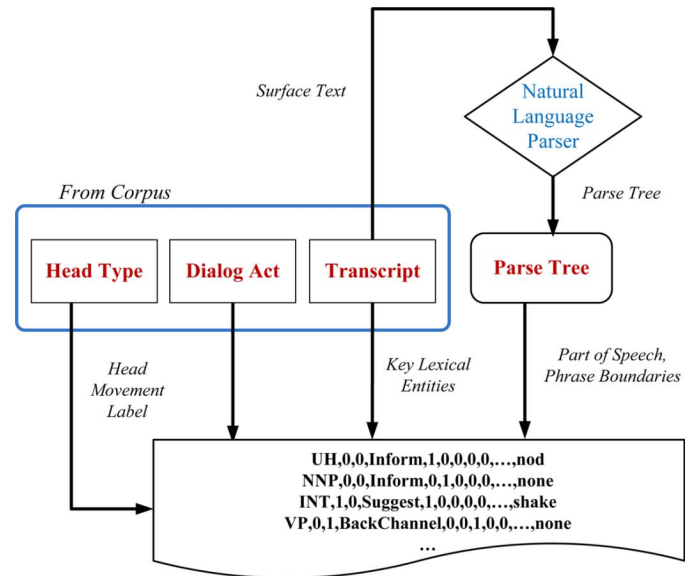 Surface Text
Natural
Language
Parser
From Corpus
Parse Tree
Head Type
Dialog Act
Transcript
Parse Tree
Head
Movement
Label
Key Lexical
Entities
Part of Speech,
Phrase Boundaries
UH,0,0,Inform,1,0,0,0,0,…,nod
NNP,0,0,Inform,0,1,0,0,0,…,none
INT,1,0,Suggest,1,0,0,0,0,…,shake
VP,0,1,BackChannel,0,0,1,0,0,…,none
…